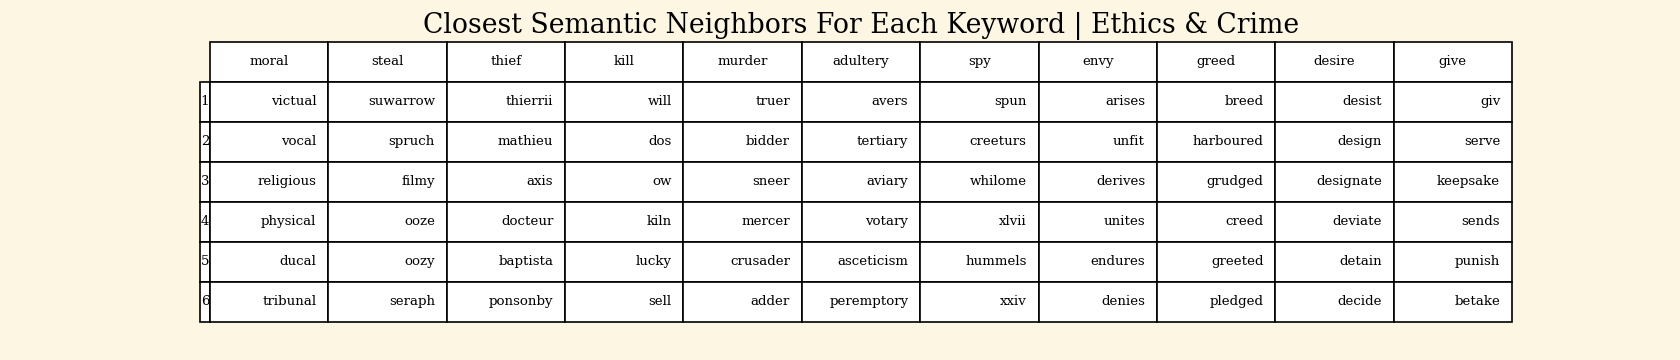 Closest Semantic Neighbors For Each Keyword | Ethics & Crime
moral steal thief kill murder adultery spy envy greed desire give
1 victual suwarrow thierrii will truer avers spun arises breed desist giv
2 vocal spruch mathieu dos bidder tertiary creeturs unfit harboured design serve
3 religious filmy axis ow sneer aviary whilome derives grudged designate keepsake
4 physical ooze docteur kiln mercer votary xlvii unites creed deviate sends
5 ducal oozy baptista lucky crusader asceticism hummels endures greeted detain punish
6 tribunal seraph ponsonby sell adder peremptory xxiv denies pledged decide betake